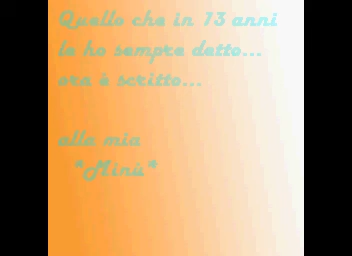 Quello che in 13 anni
le ho sempre detto...
ora è scritto...
alla mia
"Minù"